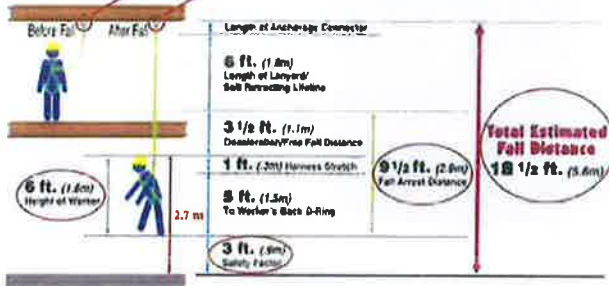 Before Fall
After Fall
Length of Anchorage Connector
6 ft. (1.8m)
Length of Lanyard/
Self Retracting Lifeline
3 1/2 ft. (1.1m)
Deceleration/Free Fall Distance
1 ft. (.3m) Harness Stretch
5 ft. (1.5m)
To Worker's Back D-Ring
3 ft. (.9m)
Safety Factor
6 ft. (1.8m)
Height of Worker
2.7 m
9 1/2 ft. (2.9m)
Fall Arrest Distance
Total Estimated
Fall Distance
18 1/2 ft. (5.6m)